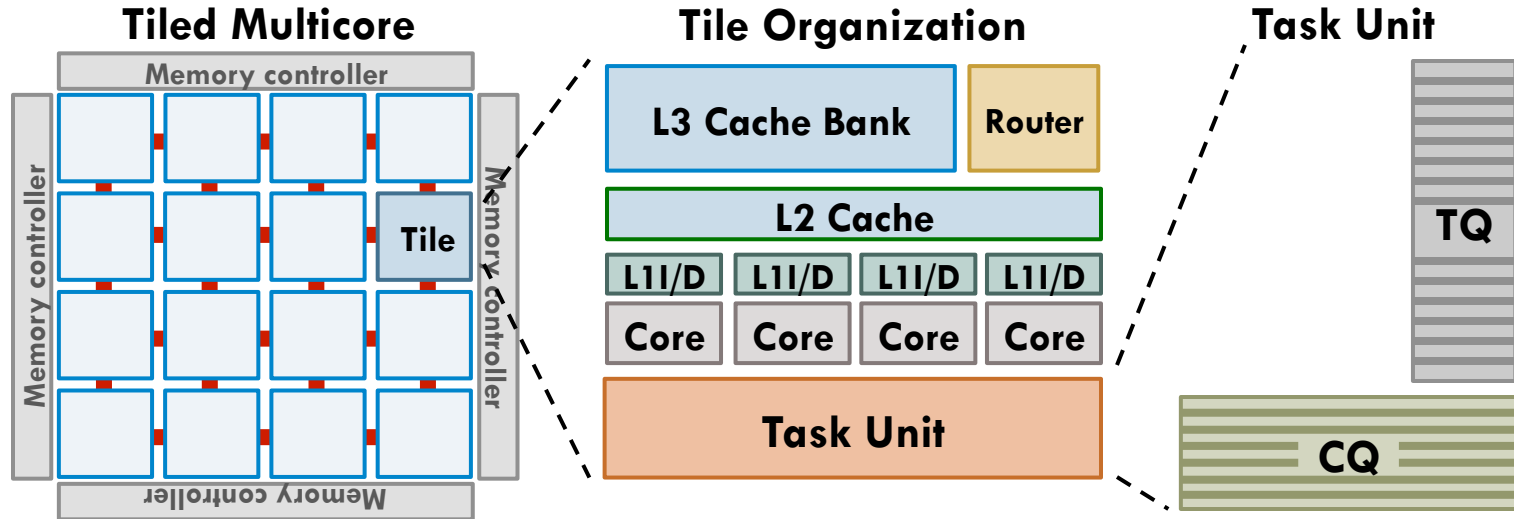 Tiled Multicore
Memory controller
Memory controller
Tile
Memory controller
Memory controller
Tile Organization
L3 Cache Bank
Router
L2 Cache
L1I/D
L1I/D
L1I/D
L1I/D
Core
Core
Core
Core
Task Unit
Task Unit
TQ
CQ